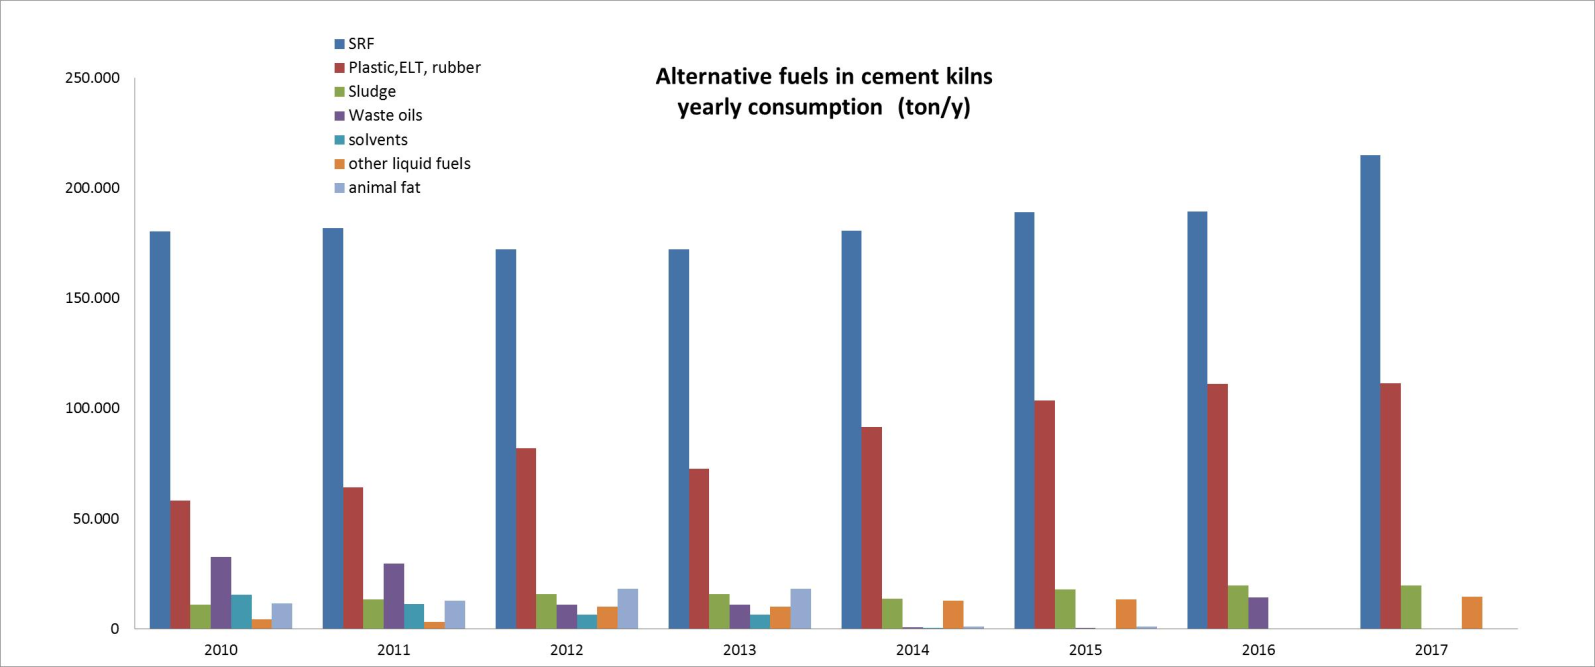 SRF
Plastic,ELT, rubber
Sludge
Waste oils
solvents
other liquid fuels
animal fat
Alternative fuels in cement kilns
yearly consumption (ton/y)
250.000
200.000
150.000
100.000
50.000
0
2010 2011 2012 2013 2014 2015 2016 2017